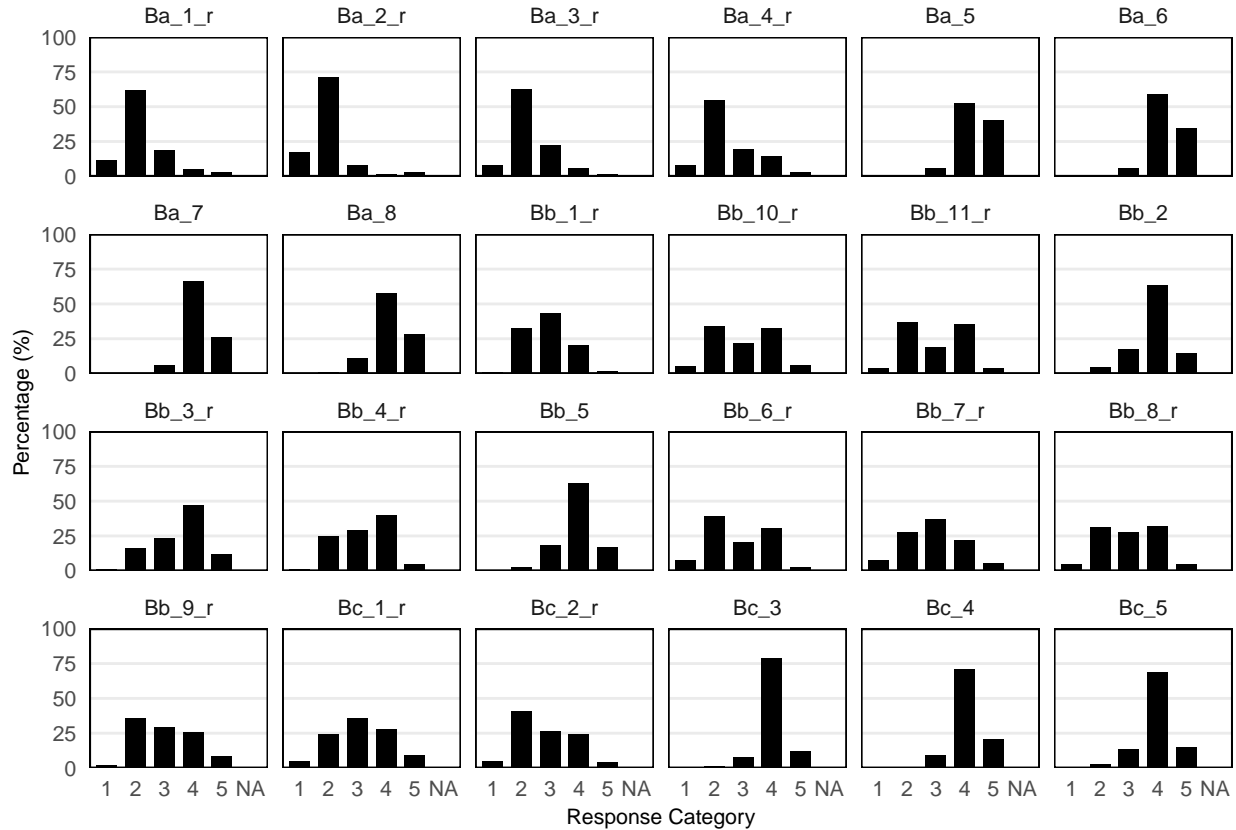 Ba_1_r Ba_2_r Ba_3_r Ba_4_r Ba_5 Ba_6
100
75
50
25
0
Ba_7 Ba_8 Bb_1_r Bb_10_r Bb_11_r Bb_2
100
75
50
25
0
Percentage (%)
Bb_3_r Bb_4_r Bb_5 Bb_6_r Bb_7_r Bb_8_r
100
75
50
25
0
Bb_9_r Bc_1_r Bc_2_r Bc_3 Bc_4 Bc_5
100
75
50
25
0
1 2 3 4 5 NA 1 2 3 4 5 NA 1 2 3 4 5 NA 1 2 3 4 5 NA 1 2 3 4 5 NA 1 2 3 4 5 NA
Response Category